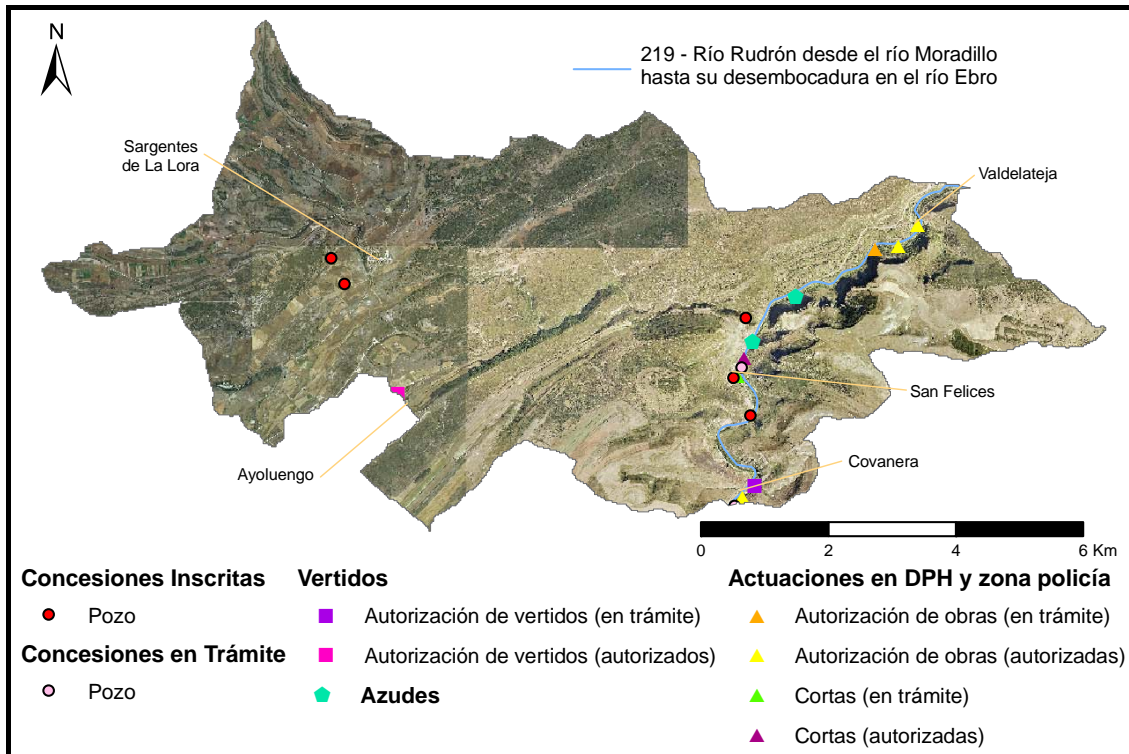 N
219 - Río Rudrón desde el río Moradillo
hasta su desembocadura en el río Ebro
Sargentes
de La Lora
Valdelateja
San Felices
Ayoluengo
Covanera
0 2 4 6 Km
Concesiones Inscritas
Pozo
Concesiones en Trámite
Pozo
Vertidos
Autorización de vertidos (en trámite)
Autorización de vertidos (autorizados)
Azudes
Actuaciones en DPH y zona policía
Autorización de obras (en trámite)
Autorización de obras (autorizadas)
Cortas (en trámite)
Cortas (autorizadas)